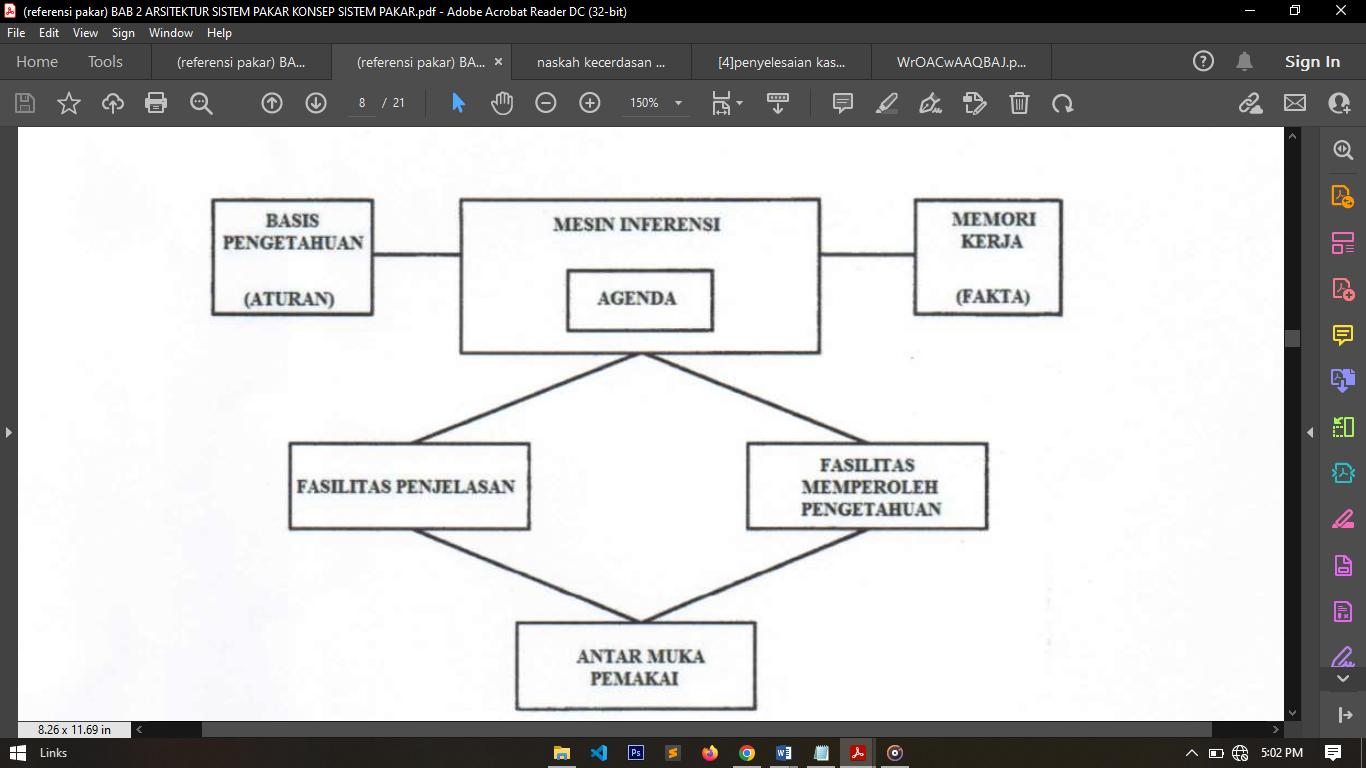 (referensi pakar) BAB 2 ARSITEKTUR SISTEM PAKAR KONSEP SISTEM PAKAR.pdf - Adobe Acrobat Reader DC (32-bit)
File Edit View Sign Window Help
Home Tools (referensi pakar) BA... (referensi pakar) BA... × naskah kecerdasan ... [4]penyelesaian kas... WrOACwAAQBAJ.p... Sign In
8 / 21 150%
BASIS
PENGETAHUAN
(ATURAN)
MESIN INFERENSI
AGENDA
MEMORI
KERJA
(FAKTA)
FASILITAS PENJELASAN
FASILITAS
MEMPEROLEH
PENGETAHUAN
ANTAR MUKA
PEMAKAI
8.26 x 11.69 in
Links 5:02 PM